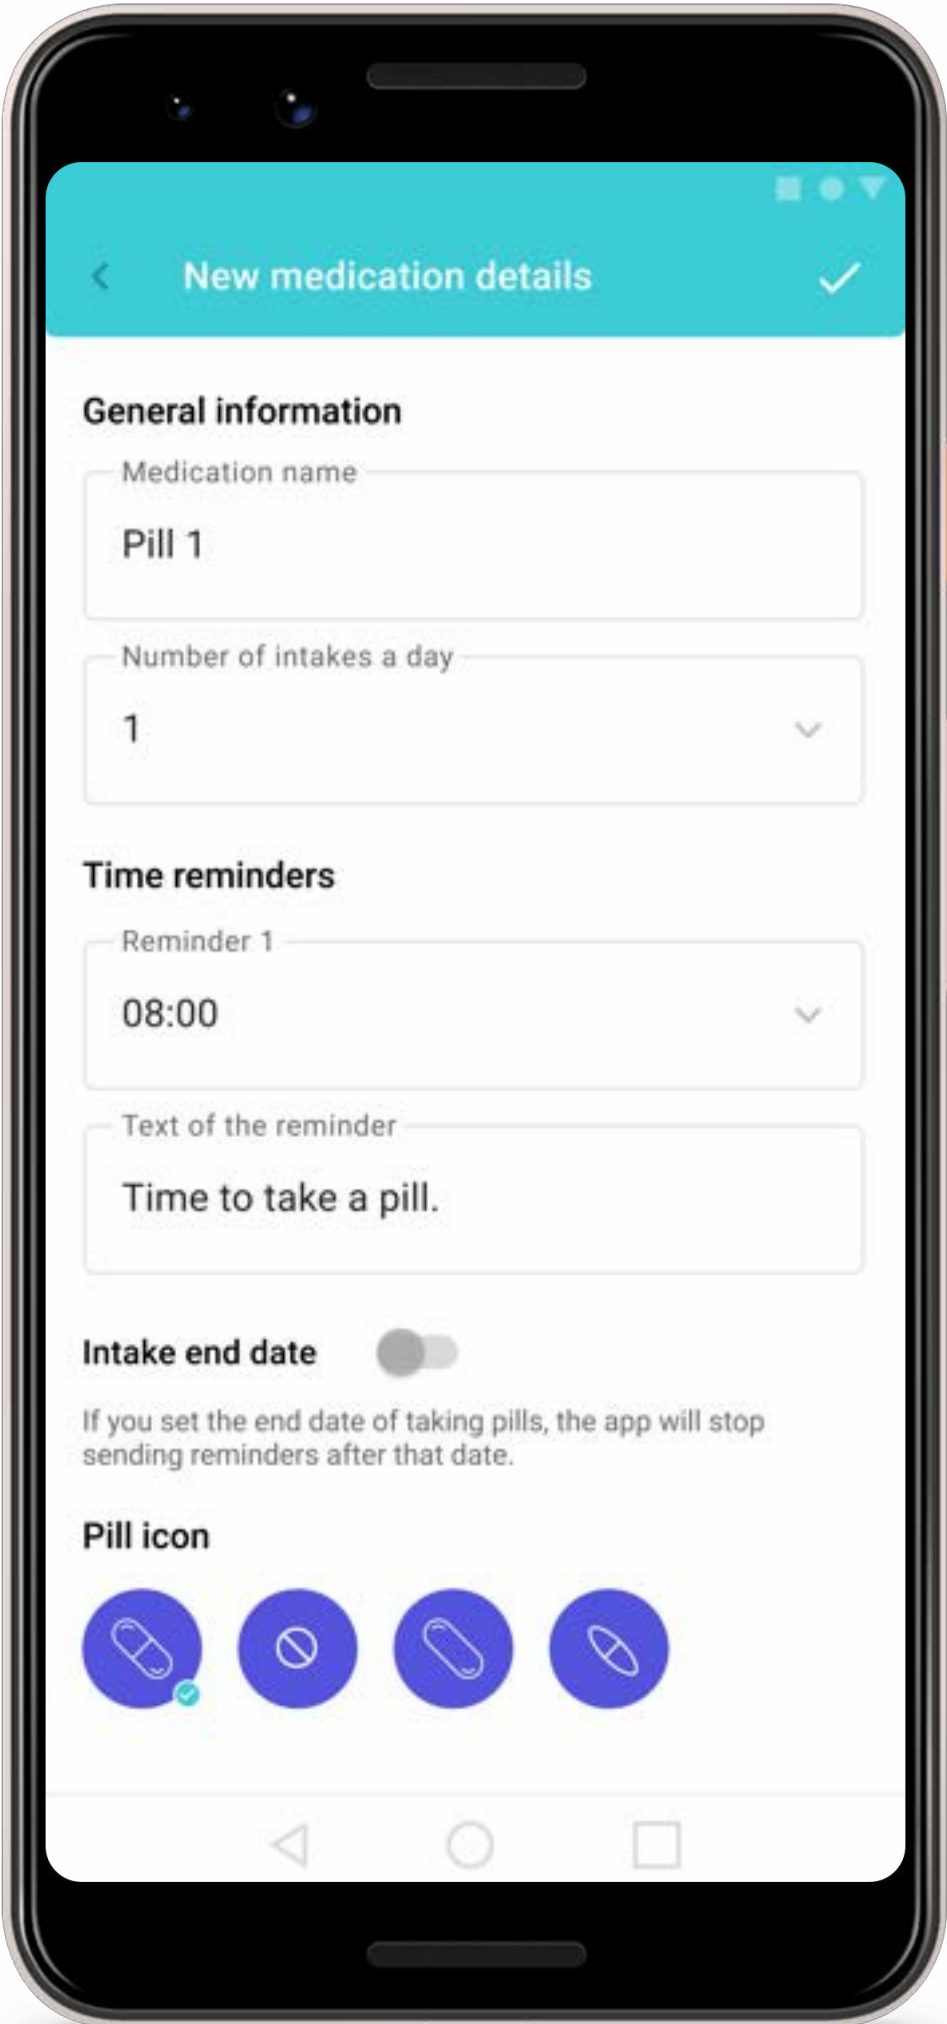 New medication details
General information
Medication name
Pill 1
Number of intakes a day
1
Time reminders
Reminder 1
08:00
Text of the reminder
Time to take a pill.
Intake end date
If you set the end date of taking pills, the app will stop
sending reminders after that date.
Pill icon